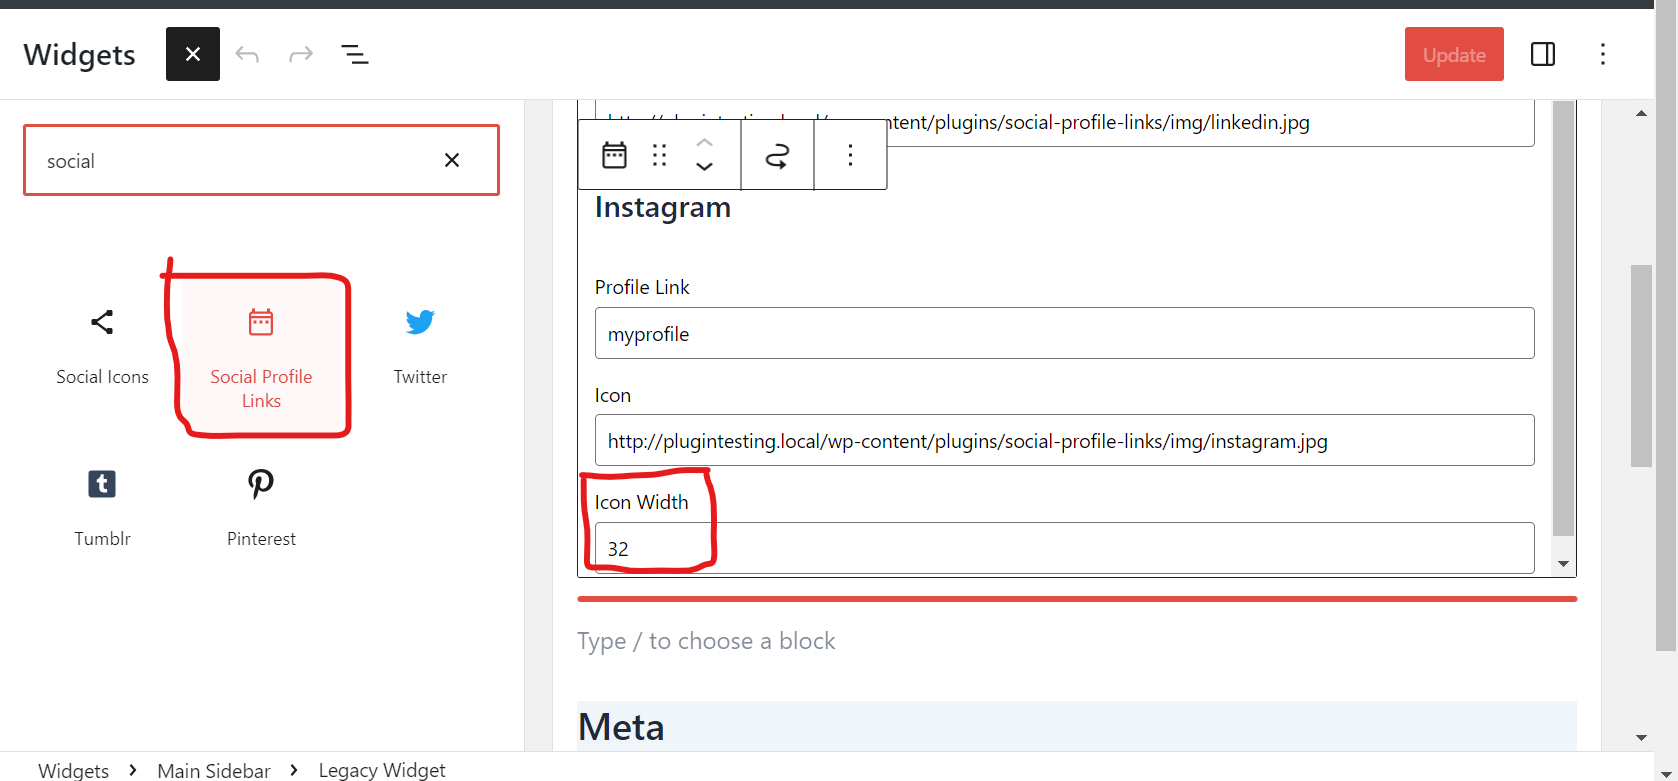 Widgets
Update
social
Social Icons
Social Profile
Links
Twitter
Tumblr
Pinterest
ntent/plugins/social-profile-links/img/linkedin.jpg
Instagram
Profile Link
myprofile
Icon
http://plugintesting.local/wp-content/plugins/social-profile-links/img/instagram.jpg
Icon Width
32
Type / to choose a block
Meta
Widgets > Main Sidebar > Legacy Widget